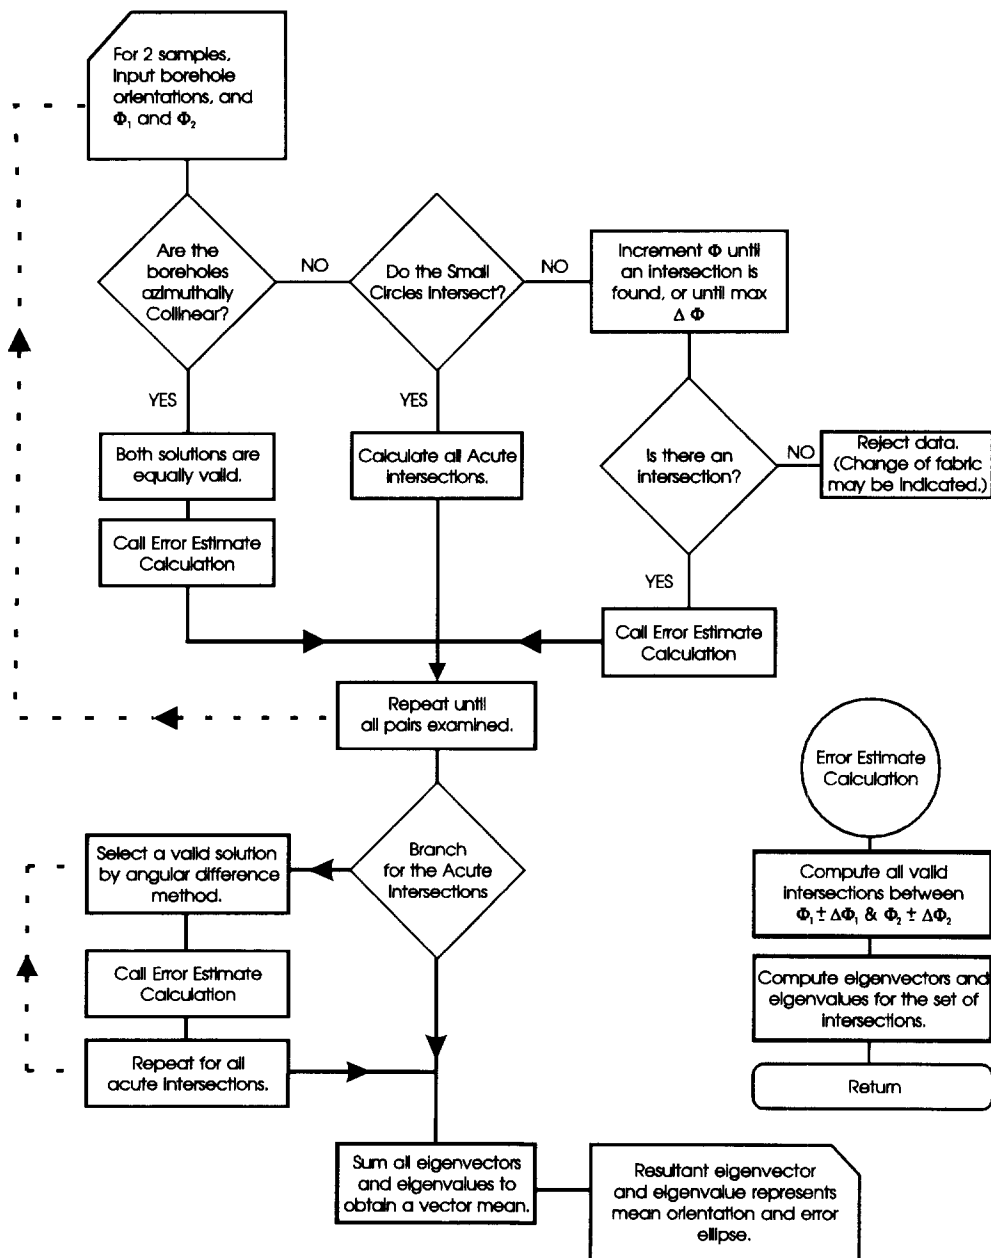 For 2 samples,
Input borehole
orientations, and
Φ₁ and Φ₂
Are the
boreholes
azimuthally
Collinear?
NO
Do the Small
Circles Intersect?
NO
Increment Φ until
an intersection is
found, or until max
Δ Φ
YES
YES
Both solutions are
equally valid.
Calculate all Acute
intersections.
Is there an
intersection?
NO
Reject data.
(Change of fabric
may be indicated.)
Call Error Estimate
Calculation
YES
Call Error Estimate
Calculation
Repeat until
all pairs examined.
Branch
for the Acute
Intersections
Select a valid solution
by angular difference
method.
Call Error Estimate
Calculation
Repeat for all
acute intersections.
Sum all eigenvectors
and eigenvalues to
obtain a vector mean.
Resultant eigenvector
and eigenvalue represents
mean orientation and error
ellipse.
Error Estimate
Calculation
Compute all valid
intersections between
Φ₁ ± ΔΦ₁ & Φ₂ ± ΔΦ₂
Compute eigenvectors and
eigenvalues for the set of
intersections.
Return